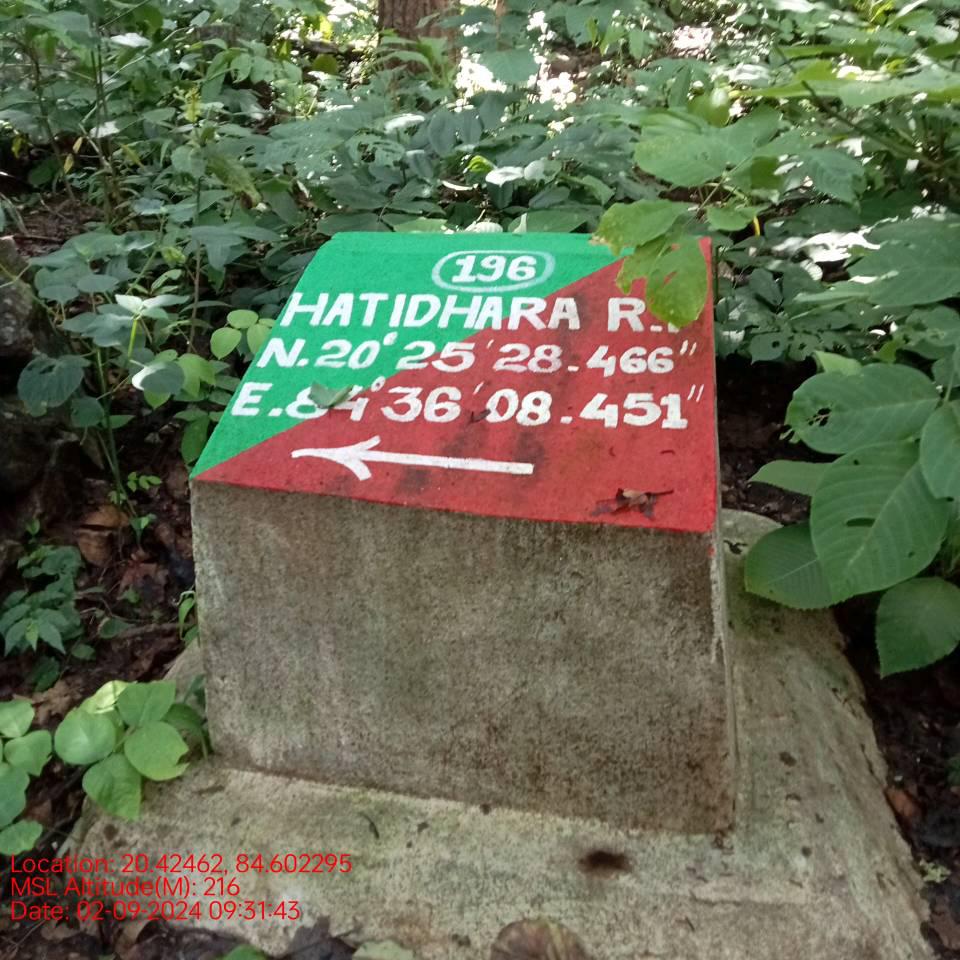 196
HATIDHARA R.
N.20°25'28.466"
E.84°36'08.451"
Location: 20.42462, 84.602295
MSL Altitude(M): 216
Date: 02-09-2024 09:31:43